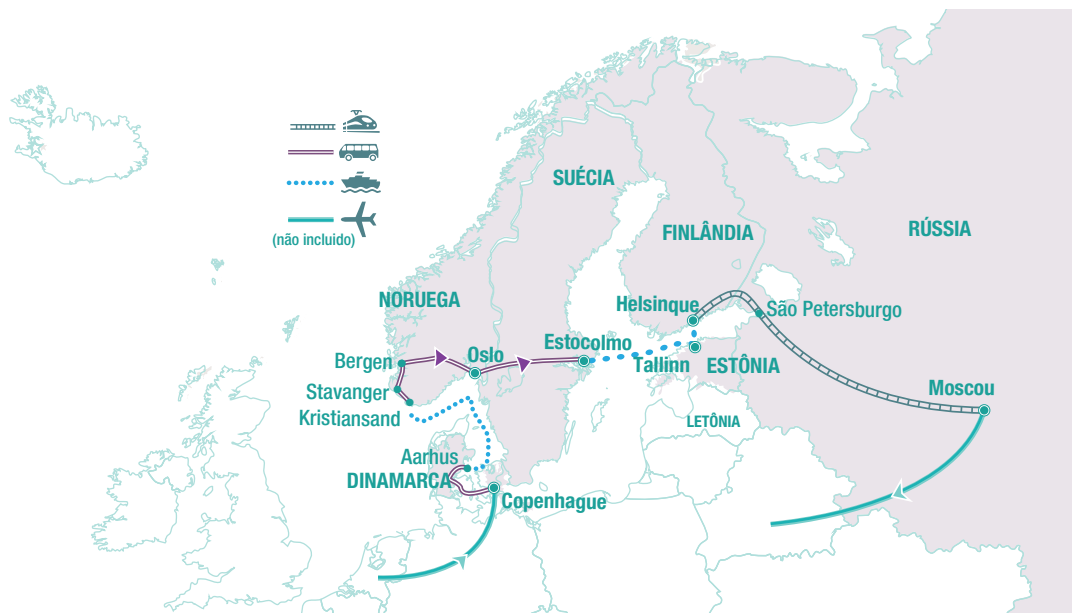 (não incluido)
SUÉCIA
FINLÂNDIA
RÚSSIA
NORUEGA
Helsinque
São Petersburgo
Bergen
Oslo
Estocolmo
Tallinn
ESTÔNIA
Stavanger
Kristiansand
Moscou
LETÔNIA
Aarhus
DINAMARCA
Copenhague